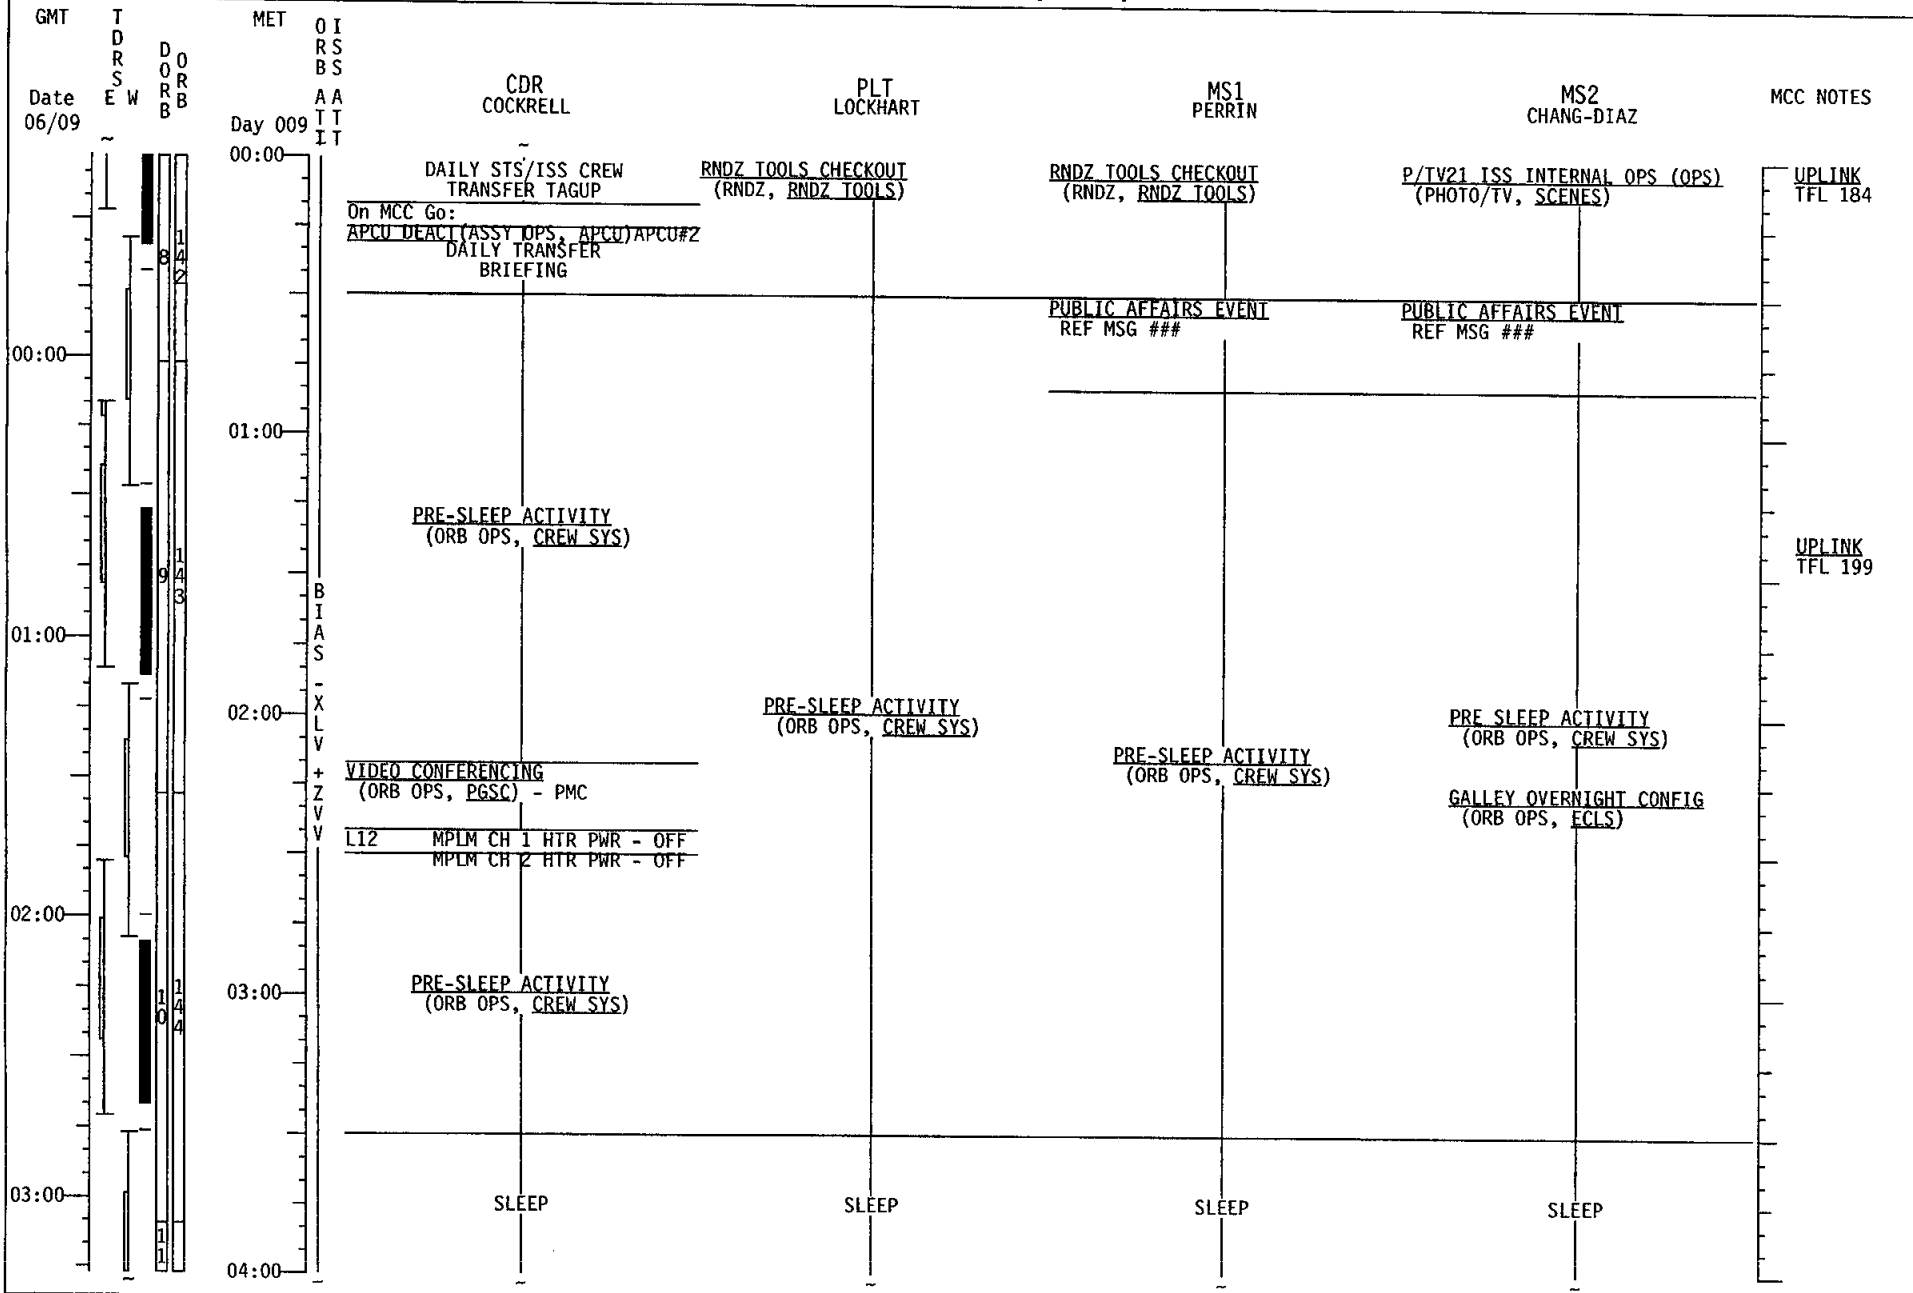 GMT
TDRS
E W
DORB
ORB
MET
ORB ATT
ISS ATT
Date
06/09
Day 009
CDR
COCKRELL
PLT
LOCKHART
MS1
PERRIN
MS2
CHANG-DIAZ
MCC NOTES
00:00
DAILY STS/ISS CREW
TRANSFER TAGUP
RNDZ TOOLS CHECKOUT
(RNDZ, RNDZ TOOLS)
RNDZ TOOLS CHECKOUT
(RNDZ, RNDZ TOOLS)
P/TV21 ISS INTERNAL OPS (OPS)
(PHOTO/TV, SCENES)
UPLINK
TFL 184
On MCC Go:
APCU DEACT(ASSY OPS, APCU)APCU#2
DAILY TRANSFER
BRIEFING
8
142
PUBLIC AFFAIRS EVENT
REF MSG ###
PUBLIC AFFAIRS EVENT
REF MSG ###
00:00
01:00
PRE-SLEEP ACTIVITY
(ORB OPS, CREW SYS)
9
143
UPLINK
TFL 199
01:00
BIAS -XLV +ZVV
02:00
PRE-SLEEP ACTIVITY
(ORB OPS, CREW SYS)
PRE-SLEEP ACTIVITY
(ORB OPS, CREW SYS)
PRE SLEEP ACTIVITY
(ORB OPS, CREW SYS)
VIDEO CONFERENCING
(ORB OPS, PGSC) - PMC
GALLEY OVERNIGHT CONFIG
(ORB OPS, ECLS)
L12 MPLM CH 1 HTR PWR - OFF
MPLM CH 2 HTR PWR - OFF
02:00
03:00
PRE-SLEEP ACTIVITY
(ORB OPS, CREW SYS)
10
144
03:00
SLEEP
SLEEP
SLEEP
SLEEP
11
04:00